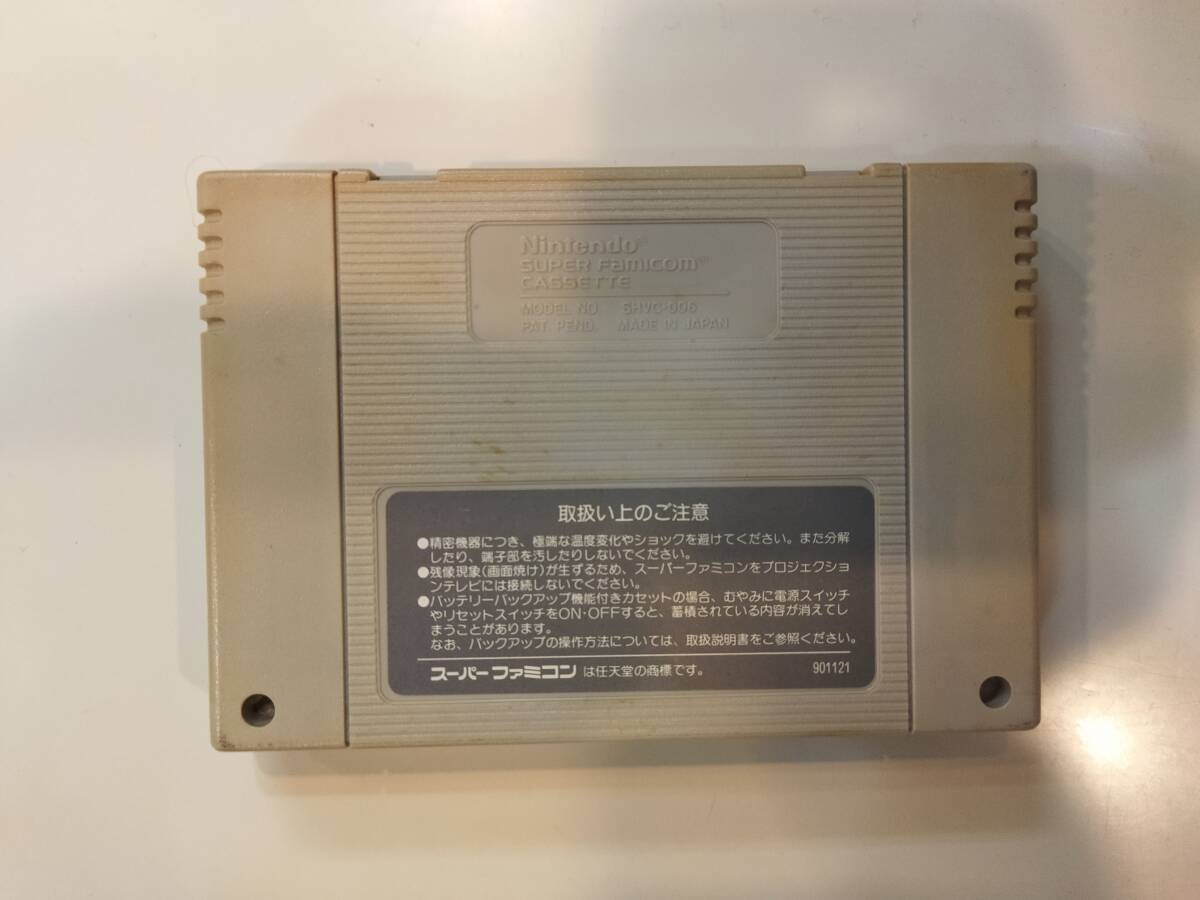 Nintendo®
SUPER FAMICOM™
CASSETTE
MODEL NO. SHVC-006
PAT. PEND. MADE IN JAPAN
取扱い上のご注意
●精密機器につき、極端な温度変化やショックを避けてください。また分解
したり、端子部を汚したりしないでください。
●残像現象(画面焼け)が生ずるため、スーパーファミコンをプロジェクショ
ンテレビには接続しないでください。
●バッテリーバックアップ機能付きカセットの場合、むやみに電源スイッチ
やリセットスイッチをON·OFFすると、蓄積されている内容が消えてし
まうことがあります。
なお、バックアップの操作方法については、取扱説明書をご参照ください。
スーパーファミコン は任天堂の商標です。 901121